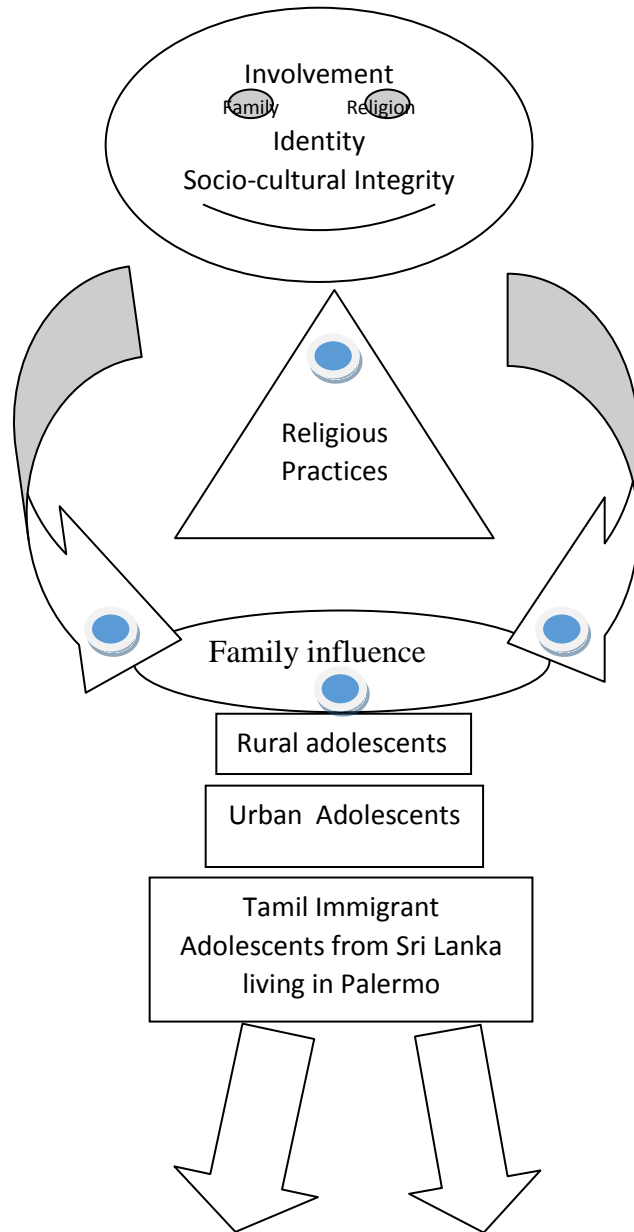 Involvement
Family Religion
Identity
Socio-cultural Integrity
Religious
Practices
Family influence
Rural adolescents
Urban Adolescents
Tamil Immigrant
Adolescents from Sri Lanka
living in Palermo